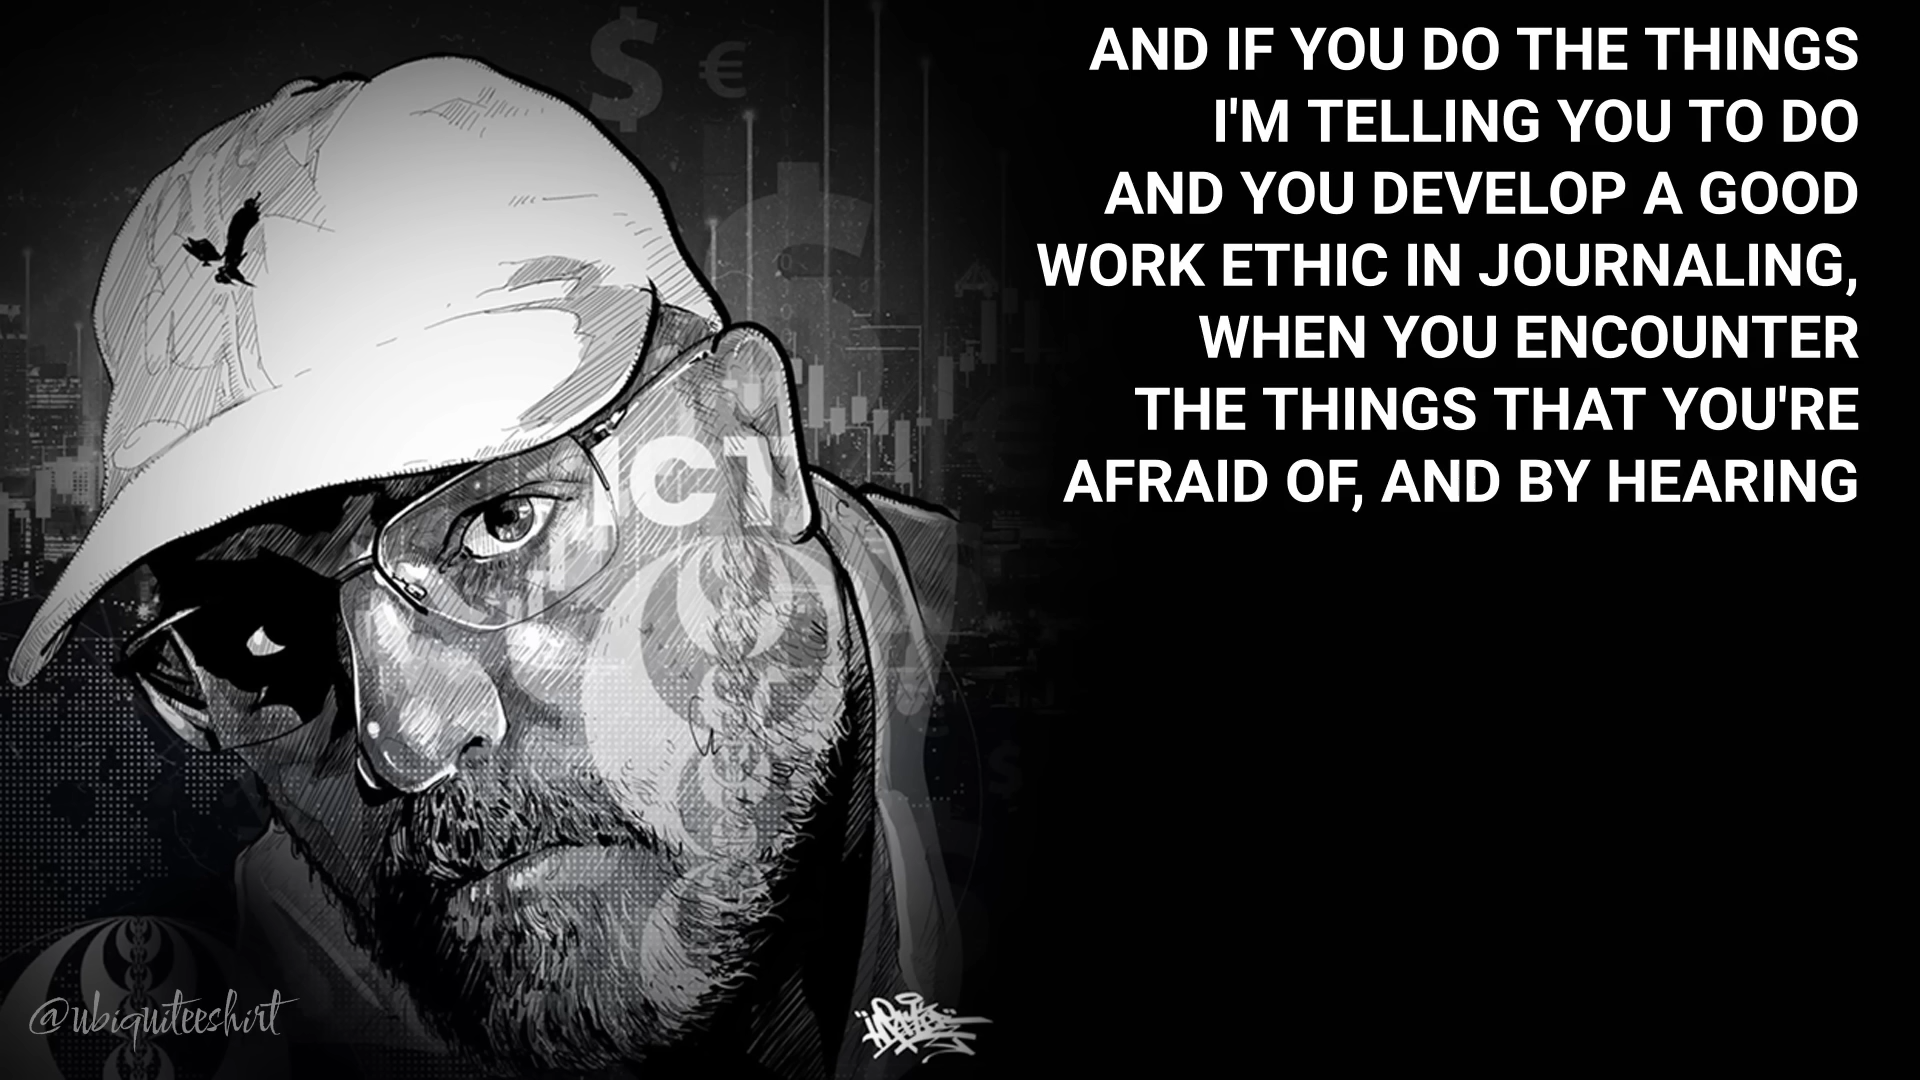 AND IF YOU DO THE THINGS
I'M TELLING YOU TO DO
AND YOU DEVELOP A GOOD
WORK ETHIC IN JOURNALING,
WHEN YOU ENCOUNTER
THE THINGS THAT YOU'RE
AFRAID OF, AND BY HEARING
ICT
@ubiquiteeshirt